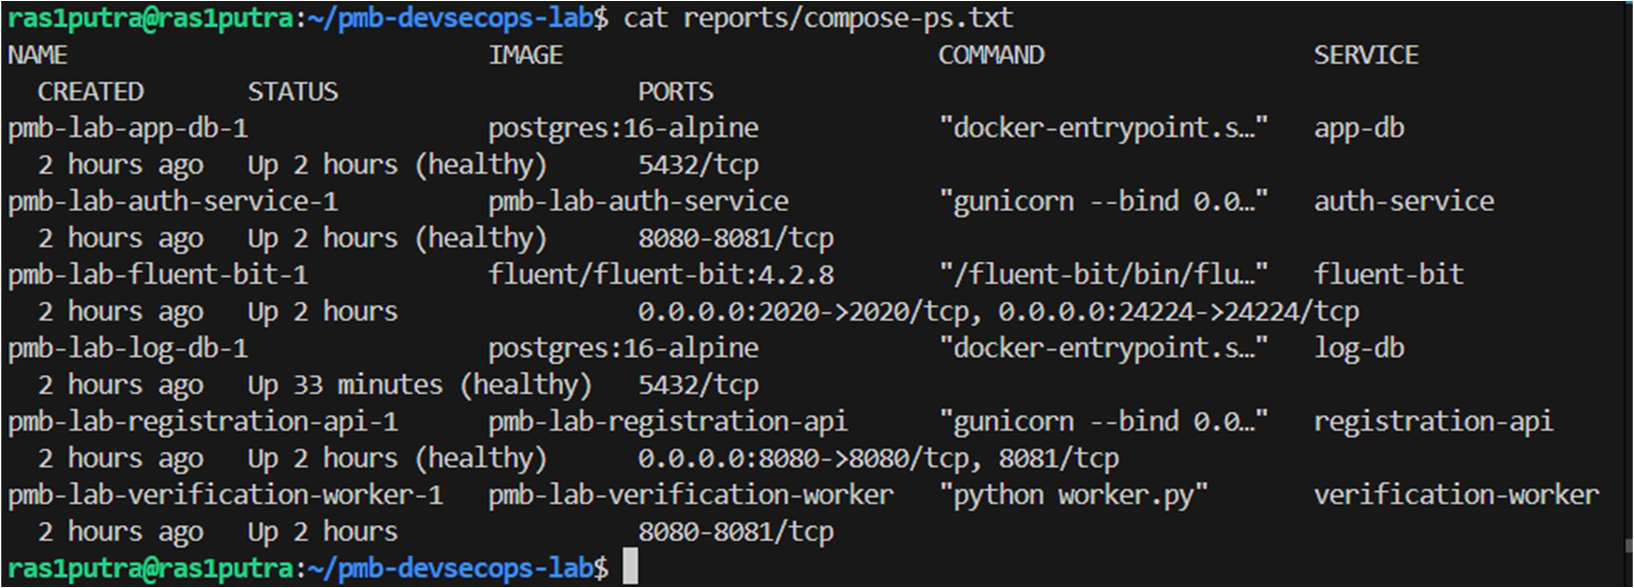 ras1putra@ras1putra:~/pmb-devsecops-lab$ cat reports/compose-ps.txt
NAME                            IMAGE                         COMMAND                  SERVICE
  CREATED       STATUS                    PORTS
pmb-lab-app-db-1                postgres:16-alpine            "docker-entrypoint.s…"   app-db
  2 hours ago   Up 2 hours (healthy)      5432/tcp
pmb-lab-auth-service-1          pmb-lab-auth-service          "gunicorn --bind 0.0…"   auth-service
  2 hours ago   Up 2 hours (healthy)      8080-8081/tcp
pmb-lab-fluent-bit-1            fluent/fluent-bit:4.2.8       "/fluent-bit/bin/flu…"   fluent-bit
  2 hours ago   Up 2 hours                0.0.0.0:2020->2020/tcp, 0.0.0.0:24224->24224/tcp
pmb-lab-log-db-1                postgres:16-alpine            "docker-entrypoint.s…"   log-db
  2 hours ago   Up 33 minutes (healthy)   5432/tcp
pmb-lab-registration-api-1      pmb-lab-registration-api      "gunicorn --bind 0.0…"   registration-api
  2 hours ago   Up 2 hours (healthy)      0.0.0.0:8080->8080/tcp, 8081/tcp
pmb-lab-verification-worker-1   pmb-lab-verification-worker   "python worker.py"       verification-worker
  2 hours ago   Up 2 hours                8080-8081/tcp
ras1putra@ras1putra:~/pmb-devsecops-lab$